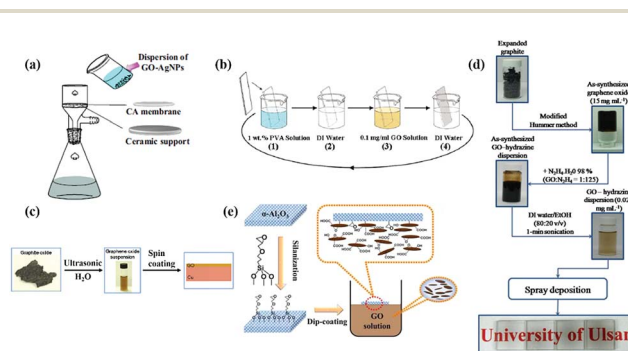 (a)
Dispersion of
GO-AgNPs
CA membrane
Ceramic support
(b)
1 wt.% PVA Solution
(1)
DI Water
(2)
0.1 mg/ml GO Solution
(3)
DI Water
(4)
(c)
Graphite oxide
Ultrasonic
H₂O
Graphene oxide
suspension
Spin
coating
GO
Cu
(d)
Expanded
graphite
Modified
Hummer method
As-synthesized
graphene oxide
(15 mg mL⁻¹)
As-synthesized
GO-hydrazine
dispersion
+ N₂H₄.H₂O 98 %
(GO:N₂H₄ = 1:125)
GO – hydrazine
dispersion (0.02
mg mL⁻¹)
DI water/EtOH
(80:20 v/v)
1-min sonication
Spray deposition
University of Ulsan
(e)
α-Al₂O₃
Silanization
Dip-coating
GO
solution